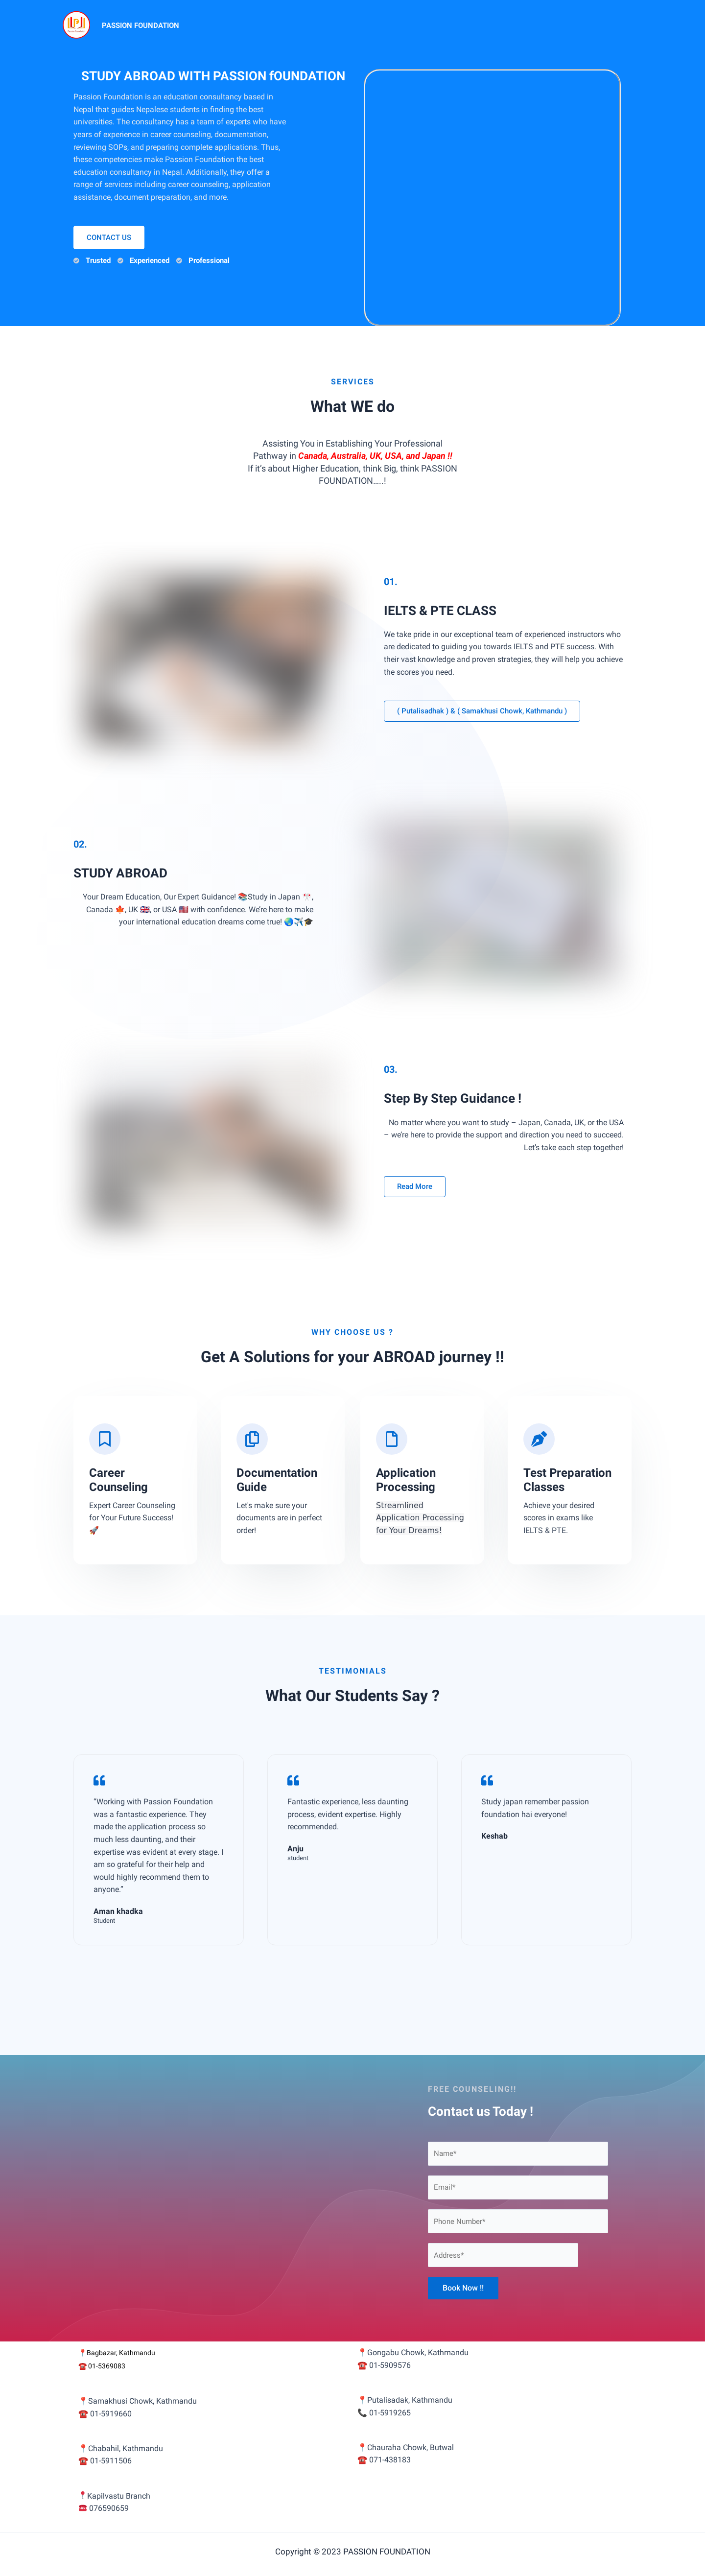 PASSION FOUNDATION
STUDY ABROAD WITH PASSION fOUNDATION
Passion Foundation is an education consultancy based in
Nepal that guides Nepalese students in finding the best
universities. The consultancy has a team of experts who have
years of experience in career counseling, documentation,
reviewing SOPs, and preparing complete applications. Thus,
these competencies make Passion Foundation the best
education consultancy in Nepal. Additionally, they offer a
range of services including career counseling, application
assistance, document preparation, and more.
CONTACT US
Trusted Experienced Professional
SERVICES
What WE do
Assisting You in Establishing Your Professional
Pathway in Canada, Australia, UK, USA, and Japan !!
If it's about Higher Education, think Big, think PASSION
FOUNDATION....!
01.
IELTS & PTE CLASS
We take pride in our exceptional team of experienced instructors who
are dedicated to guiding you towards IELTS and PTE success. With
their vast knowledge and proven strategies, they will help you achieve
the scores you need.
( Putalisadhak ) & ( Samakhusi Chowk, Kathmandu )
02.
STUDY ABROAD
Your Dream Education, Our Expert Guidance! 📚Study in Japan 🎌,
Canada 🍁, UK 🇬🇧, or USA 🇺🇸 with confidence. We're here to make
your international education dreams come true! 🌏✈️🎓
03.
Step By Step Guidance !
No matter where you want to study – Japan, Canada, UK, or the USA
– we're here to provide the support and direction you need to succeed.
Let's take each step together!
Read More
WHY CHOOSE US ?
Get A Solutions for your ABROAD journey !!
Career
Counseling
Expert Career Counseling
for Your Future Success!
🚀
Documentation
Guide
Let's make sure your
documents are in perfect
order!
Application
Processing
Streamlined
Application Processing
for Your Dreams!
Test Preparation
Classes
Achieve your desired
scores in exams like
IELTS & PTE.
TESTIMONIALS
What Our Students Say ?
"Working with Passion Foundation
was a fantastic experience. They
made the application process so
much less daunting, and their
expertise was evident at every stage. I
am so grateful for their help and
would highly recommend them to
anyone."
Aman khadka
Student
Fantastic experience, less daunting
process, evident expertise. Highly
recommended.
Anju
student
Study japan remember passion
foundation hai everyone!
Keshab
FREE COUNSELING!!
Contact us Today !
Name*
Email*
Phone Number*
Address*
Book Now !!
📍Bagbazar, Kathmandu
☎️ 01-5369083
📍Samakhusi Chowk, Kathmandu
☎️ 01-5919660
📍Chabahil, Kathmandu
☎️ 01-5911506
📍Kapilvastu Branch
☎️ 076590659
📍Gongabu Chowk, Kathmandu
☎️ 01-5909576
📍Putalisadak, Kathmandu
📞 01-5919265
📍Chauraha Chowk, Butwal
☎️ 071-438183
Copyright © 2023 PASSION FOUNDATION